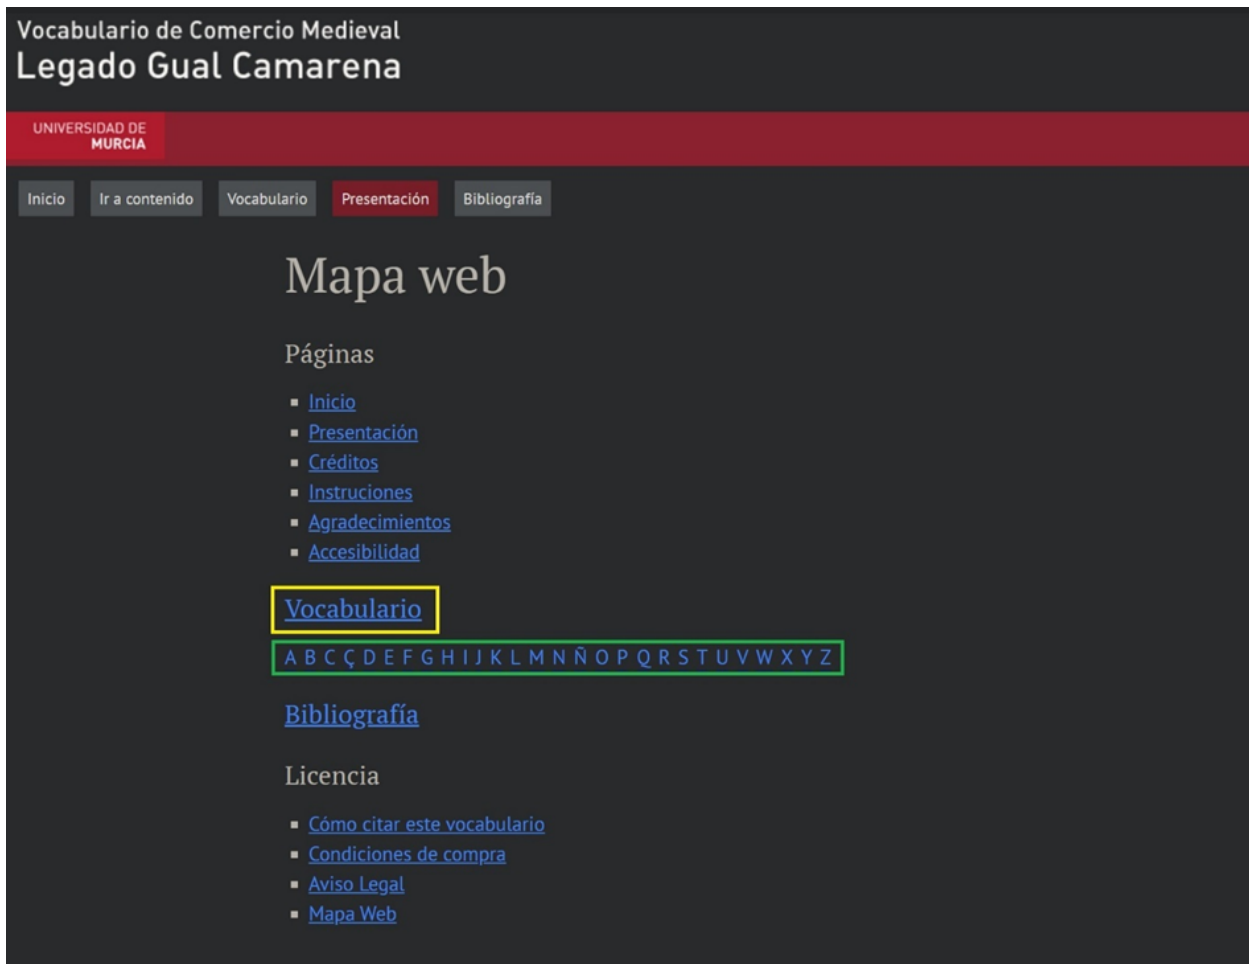 Vocabulario de Comercio Medieval
Legado Gual Camarena
UNIVERSIDAD DE
MURCIA
Inicio Ir a contenido Vocabulario Presentación Bibliografía
Mapa web
Páginas
Inicio
Presentación
Créditos
Instruciones
Agradecimientos
Accesibilidad
Vocabulario
A B C Ç D E F G H I J K L M N Ñ O P Q R S T U V W X Y Z
Bibliografía
Licencia
Cómo citar este vocabulario
Condiciones de compra
Aviso Legal
Mapa Web